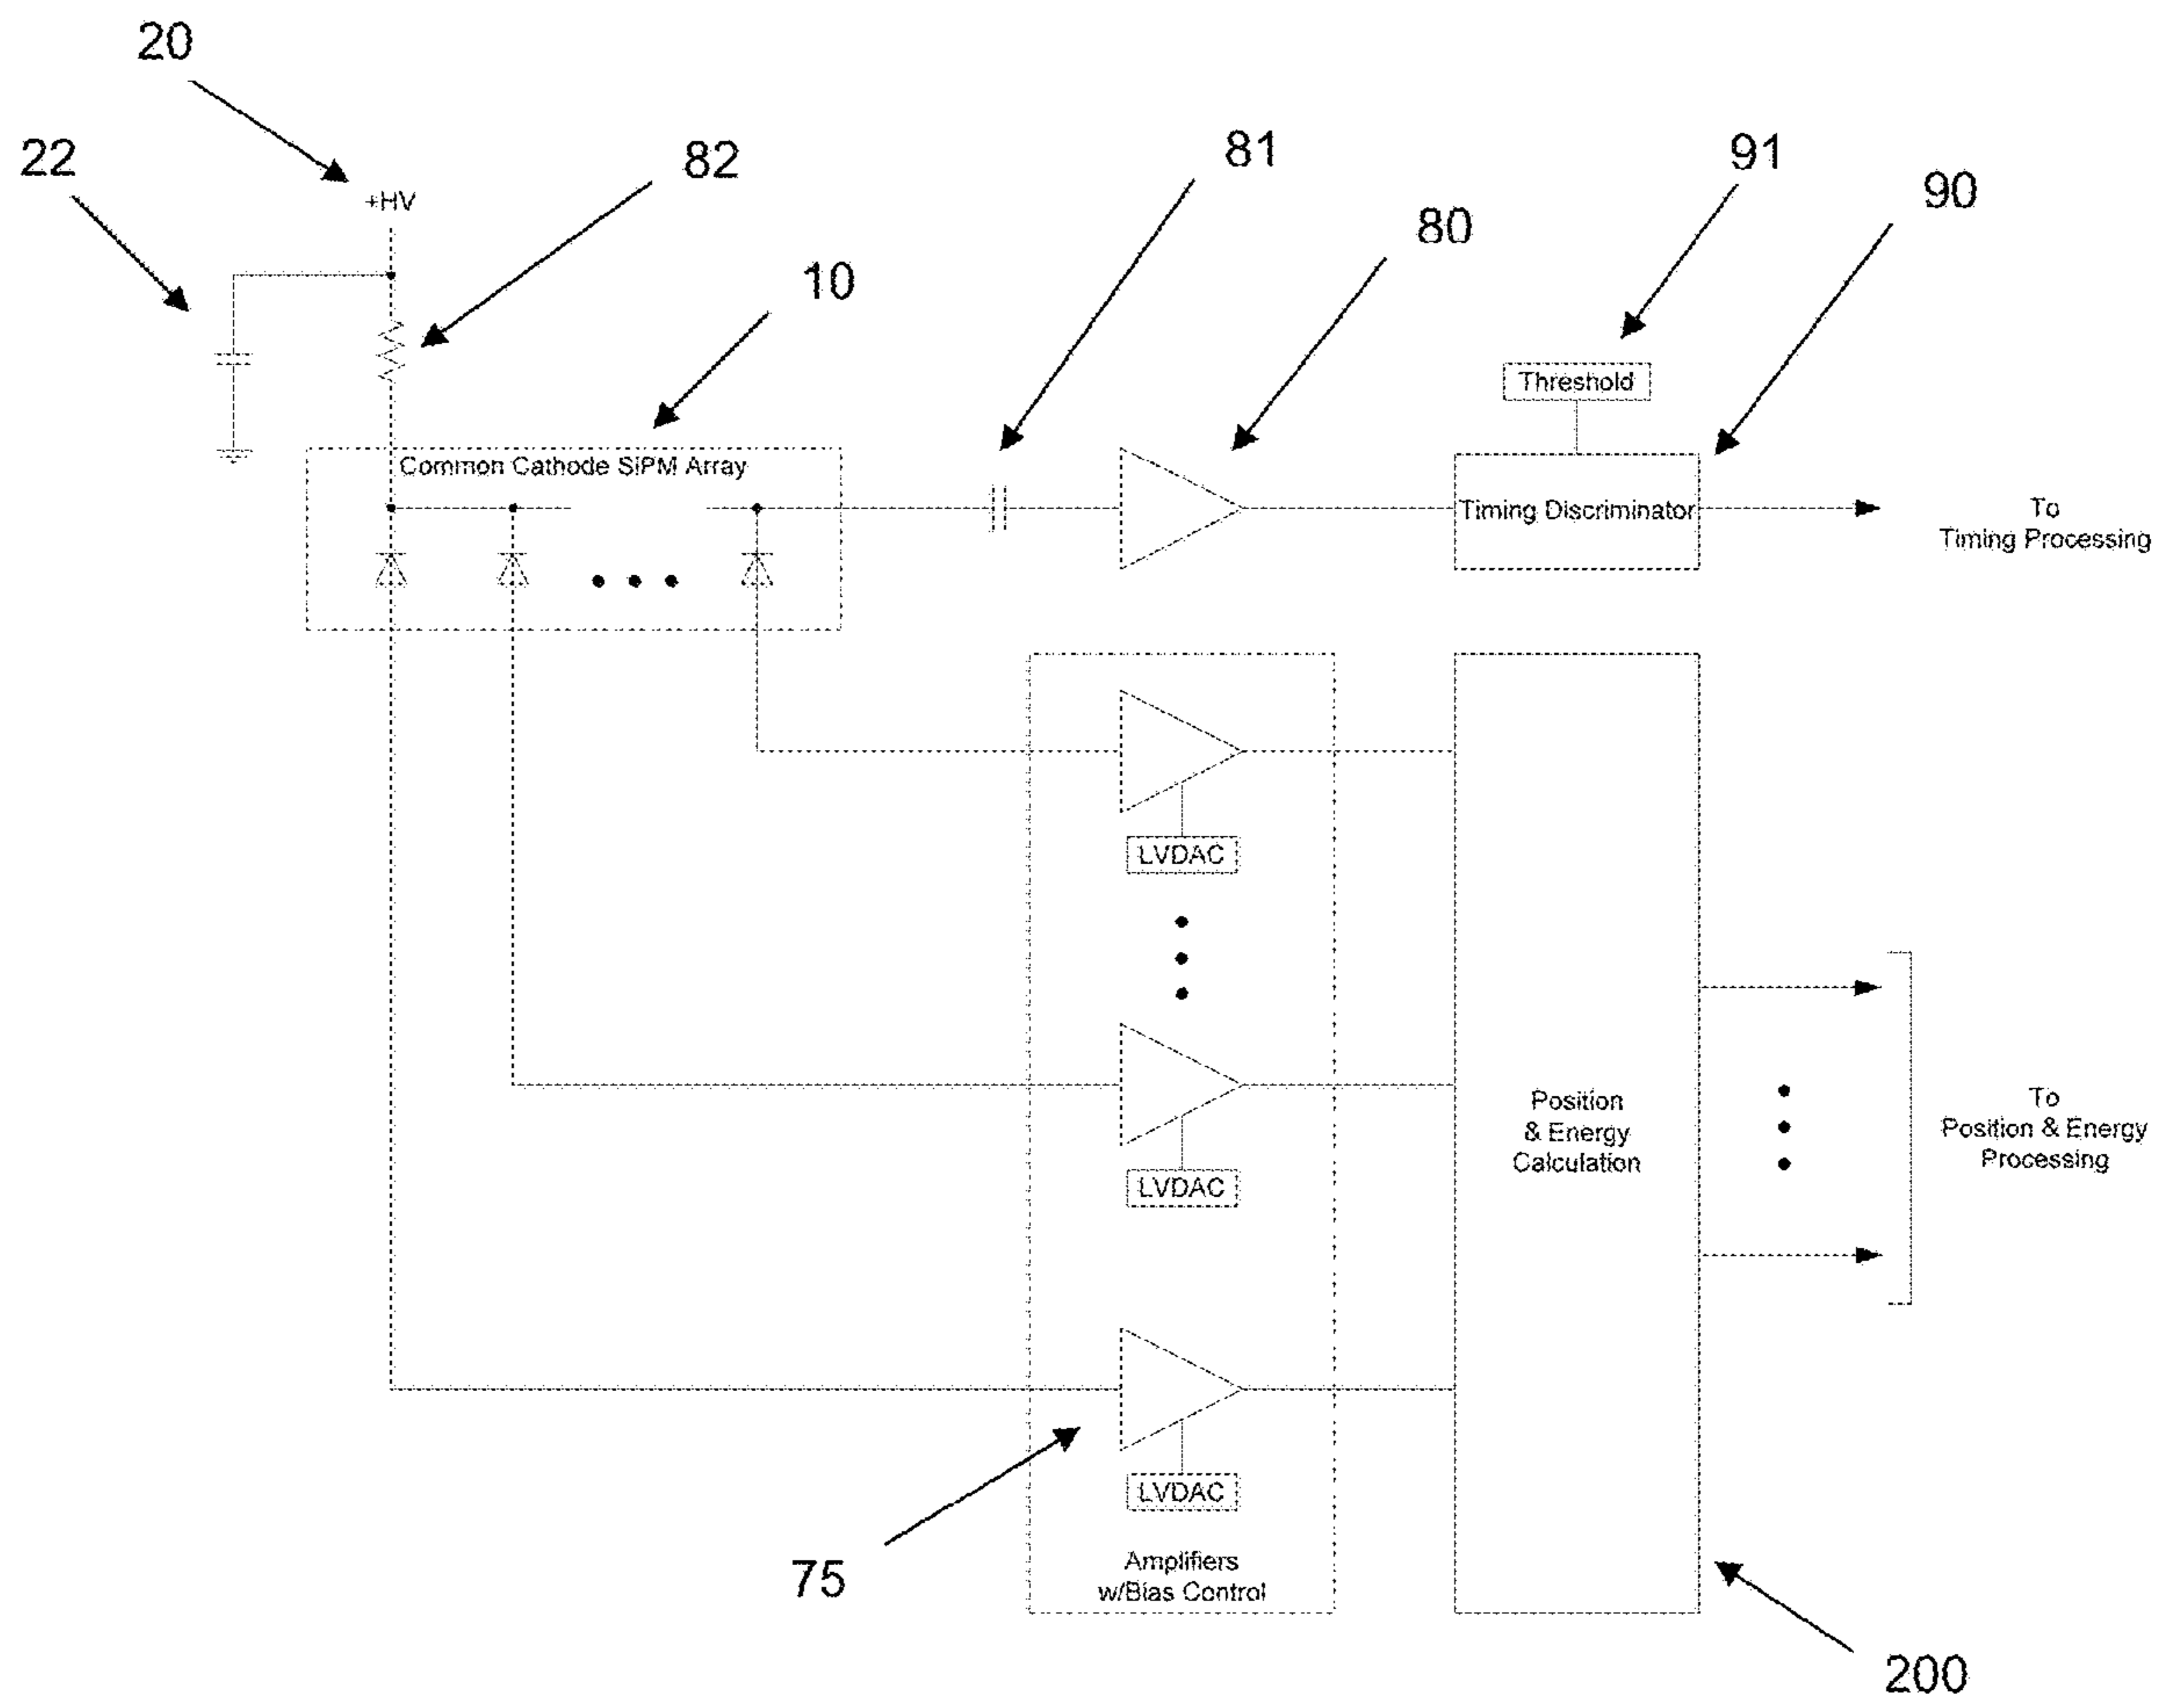 20
22
82
81
91
80
90
+HV
10
Threshold
Common Cathode SiPM Array
Timing Discriminator
To
Timing Processing
LVDAC
LVDAC
Position
& Energy
Calculation
To
Position & Energy
Processing
LVDAC
75
Amplifiers
w/Bias Control
200